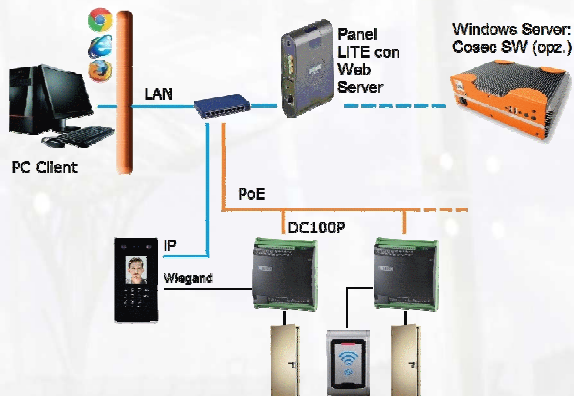 Panel
LITE con
Web
Server
Windows Server:
Cosec SW (opz.)
LAN
PC Client
PoE
DC100P
IP
Wiegand